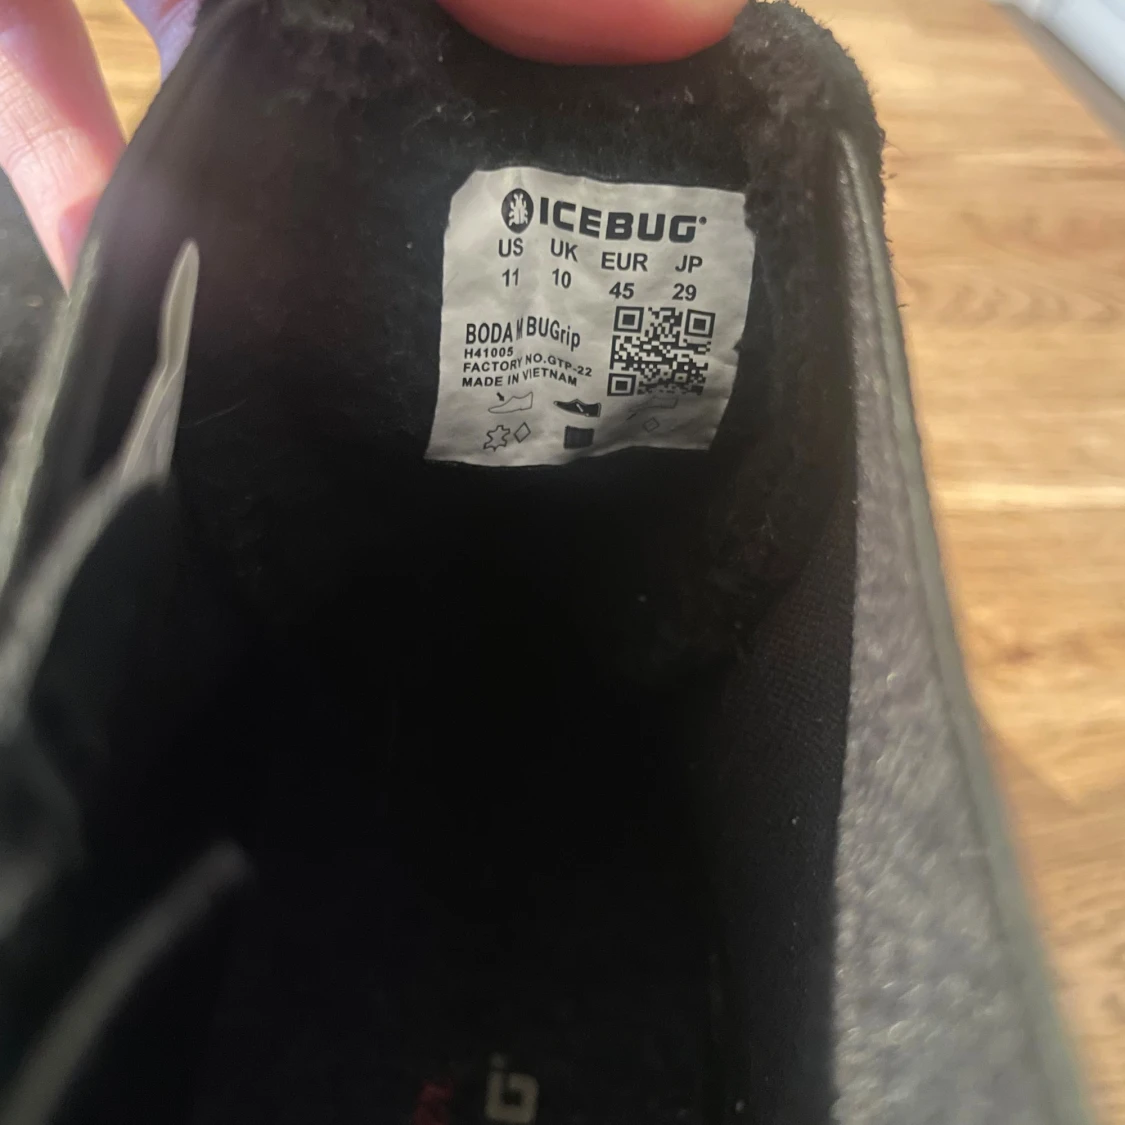 ICEBUG®
US UK EUR JP
11 10 45 29
BODA M BUGrip
H41005
FACTORY NO.GTP-22
MADE IN VIETNAM
G